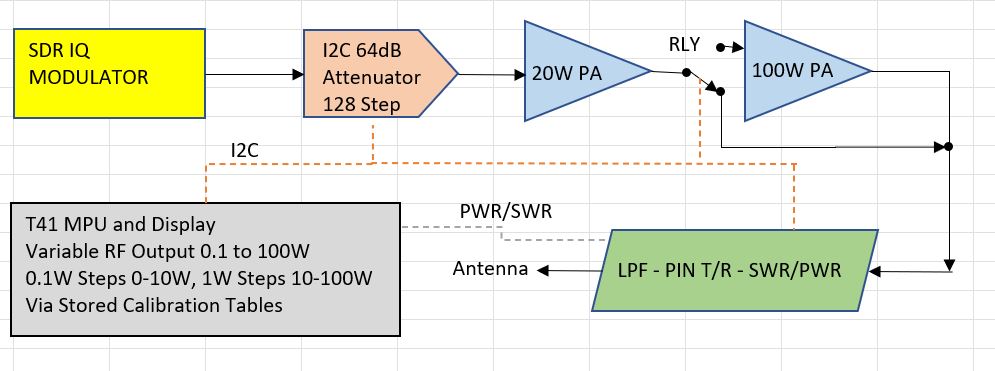 SDR IQ
MODULATOR
I2C 64dB
Attenuator
128 Step
20W PA
RLY
100W PA
I2C
T41 MPU and Display
Variable RF Output 0.1 to 100W
0.1W Steps 0-10W, 1W Steps 10-100W
Via Stored Calibration Tables
PWR/SWR
Antenna
LPF - PIN T/R - SWR/PWR